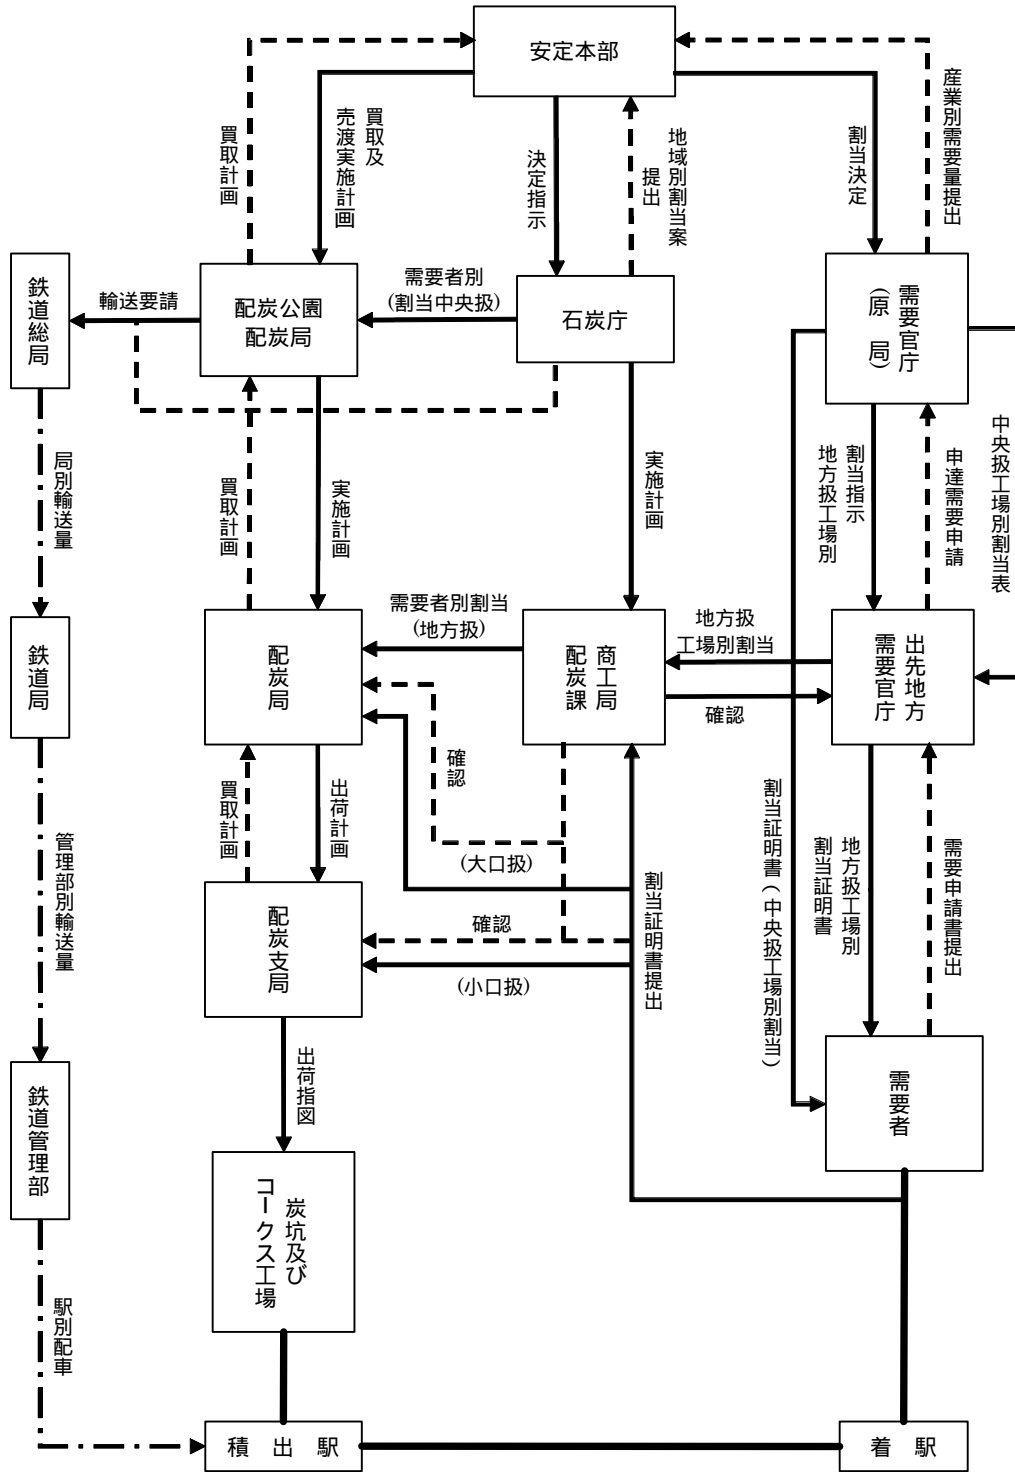 安定本部
買取計画
買取及
売渡実施計画
決定指示
地域別割当案
提出
割当決定
産業別需要量提出
鉄道総局
輸送要請
配炭公園
配炭局
需要者別
(割当中央扱)
石炭庁
需要官庁
(原 局)
局別輸送量
買取計画
実施計画
実施計画
割当指示
地方扱工場別
申達需要申請
中央扱工場別割当表
鉄道局
配炭局
需要者別割当
(地方扱)
商工局
配炭課
地方扱
工場別割当
確認
出先地方
需要官庁
管理部別輸送量
買取計画
出荷計画
確認
(大口扱)
割当証明書提出
割当証明書(中央扱工場別割当)
地方扱工場別
割当証明書
需要申請書提出
配炭支局
確認
(小口扱)
出荷指図
需要者
鉄道管理部
炭坑及び
コークス工場
駅別配車
積出駅
着駅